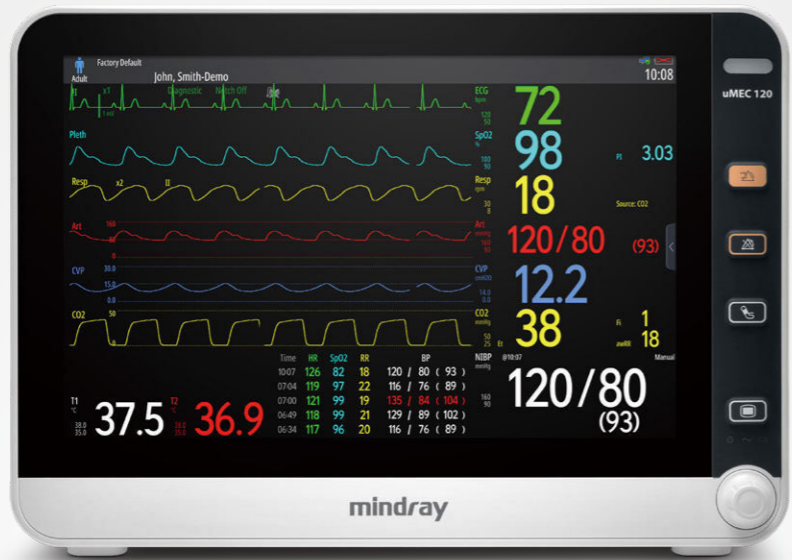 Factory Default
Adult
John, Smith-Demo
10:08
uMEC 120
II x1 Diagnostic Notch Off
1 mV
ECG
bpm
120
50
72
Pleth
SpO2
%
100
90
98
PI 3.03
Resp x2 II
Resp
rpm
30
8
18
Source: CO2
Art 160
80
0
Art
mmHg
160
90
120/80 (93)
CVP 30.0
15.0
0.0
CVP
cmH2O
14.0
0.0
12.2
CO2 50
0
CO2
mmHg
50
25
Et 38
Fi 1
awRR 18
Time HR SpO2 RR BP
10:07 126 82 18 120 / 80 ( 93 )
07:04 119 97 22 116 / 76 ( 89 )
07:00 121 99 19 135 / 84 ( 104 )
06:49 118 99 21 129 / 89 ( 102 )
06:34 117 96 20 116 / 76 ( 89 )
NIBP @10:07 Manual
mmHg
160
90
120/80
(93)
T1
°C
38.0
35.0
37.5
T2
°C
38.0
35.0
36.9
mindray